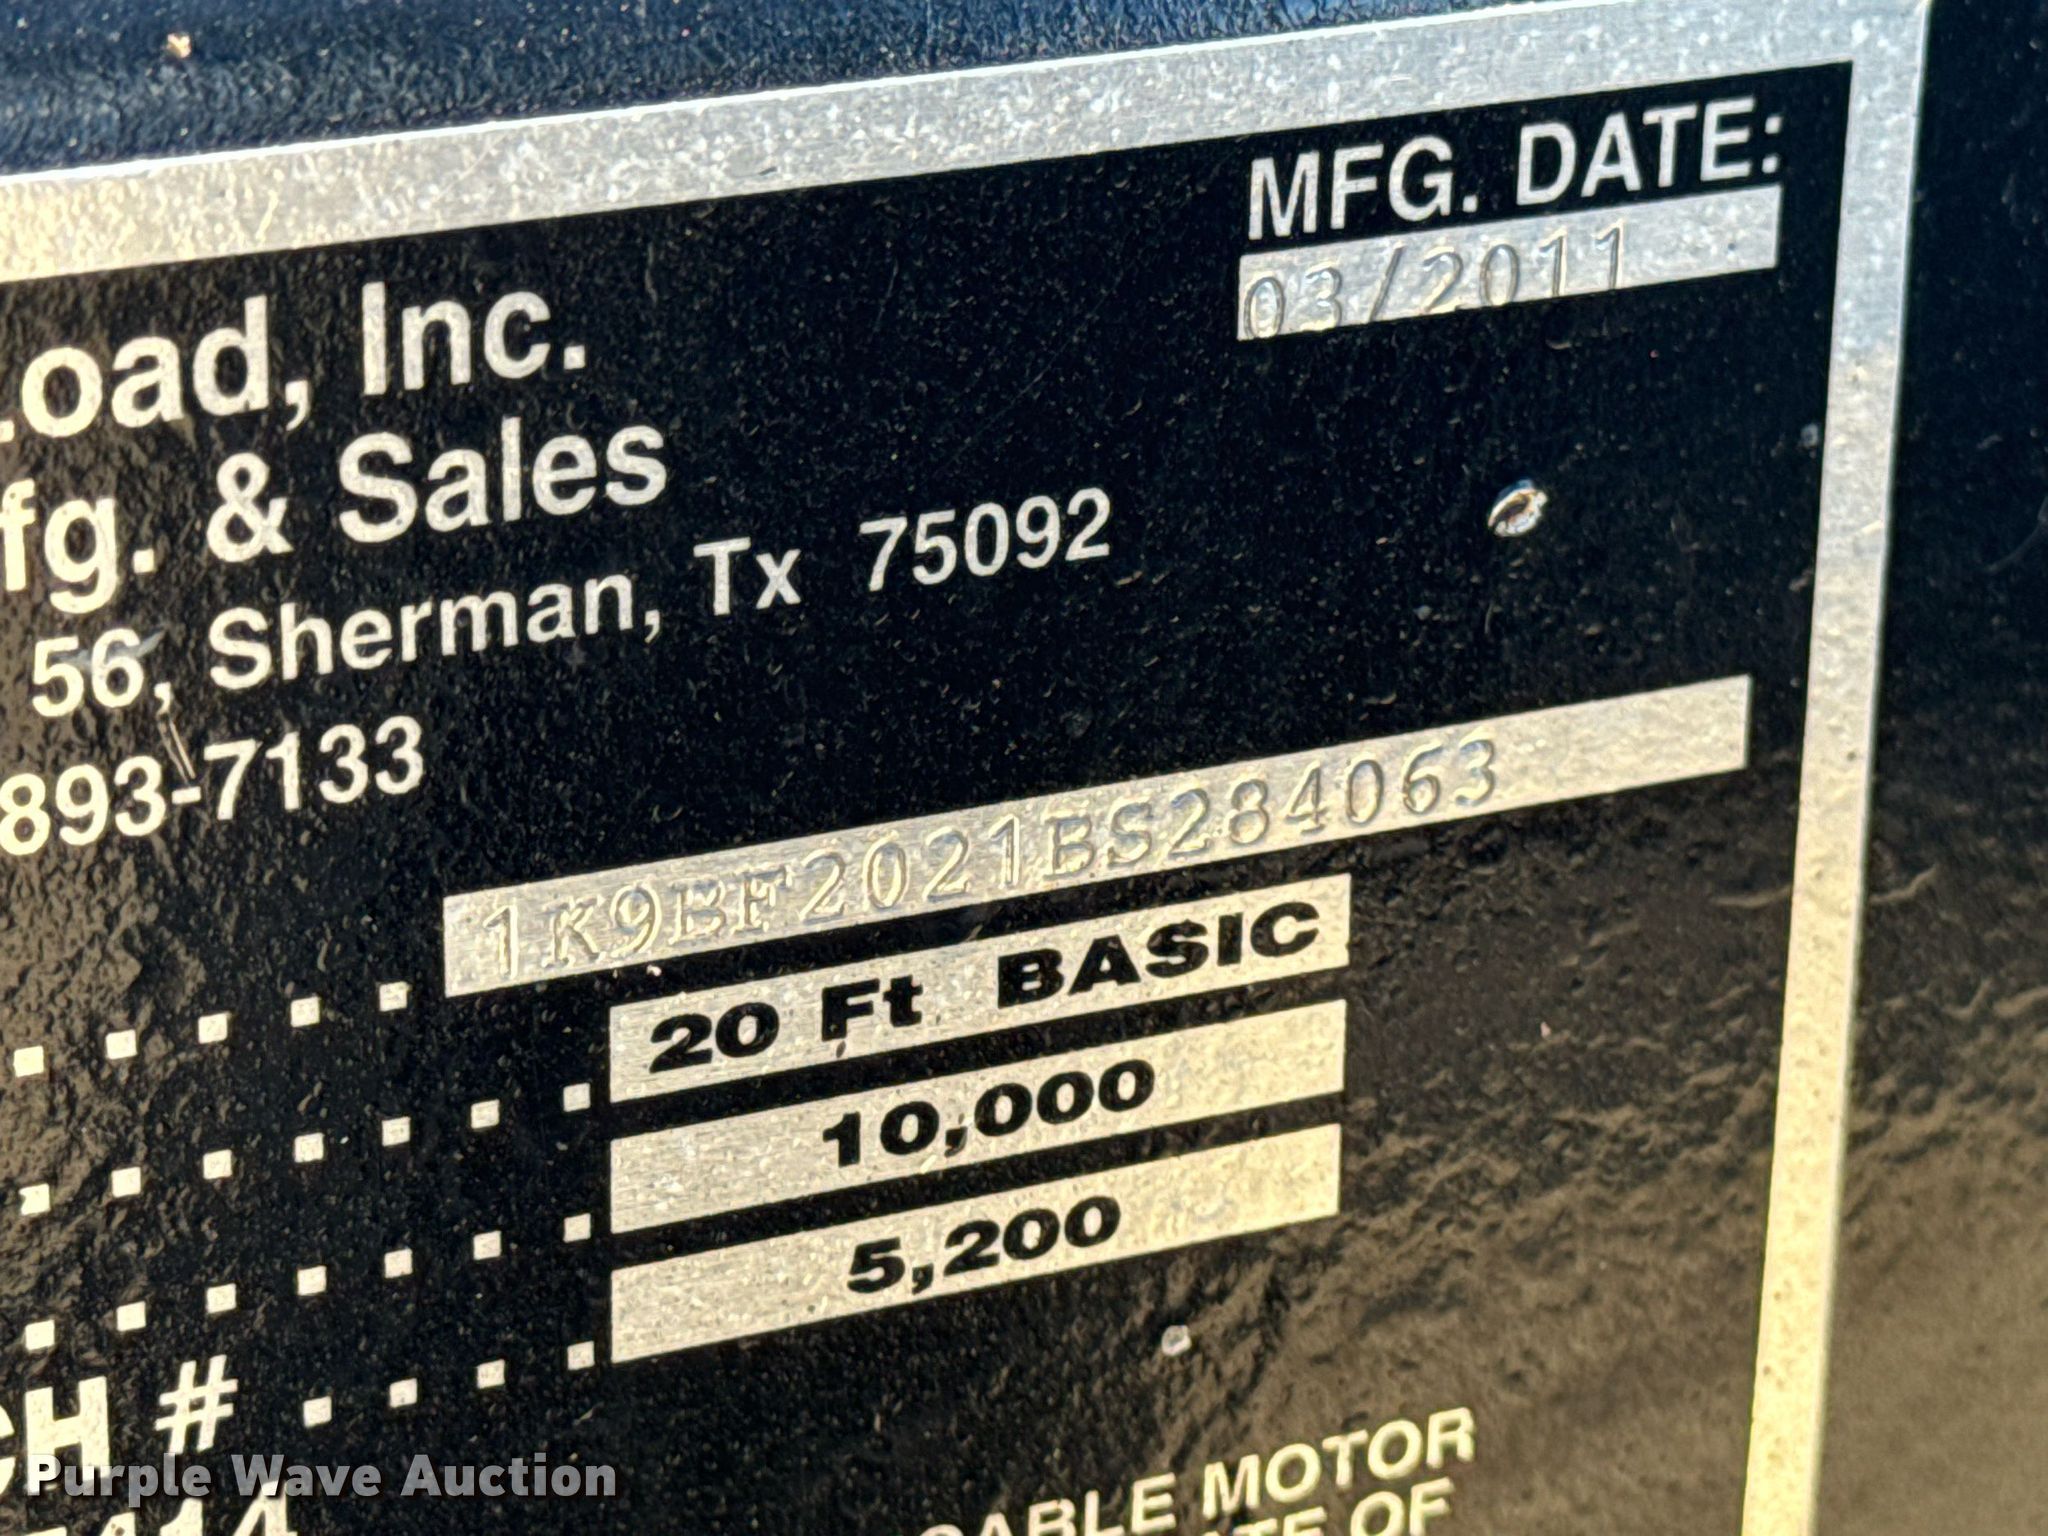 MFG. DATE:
03/2011
Load, Inc.
fg. & Sales
56, Sherman, Tx 75092
893-7133
1K9BF2021BS284063
20 Ft BASIC
10,000
5,200
CH #
CABLE MOTOR
OF
Purple Wave Auction